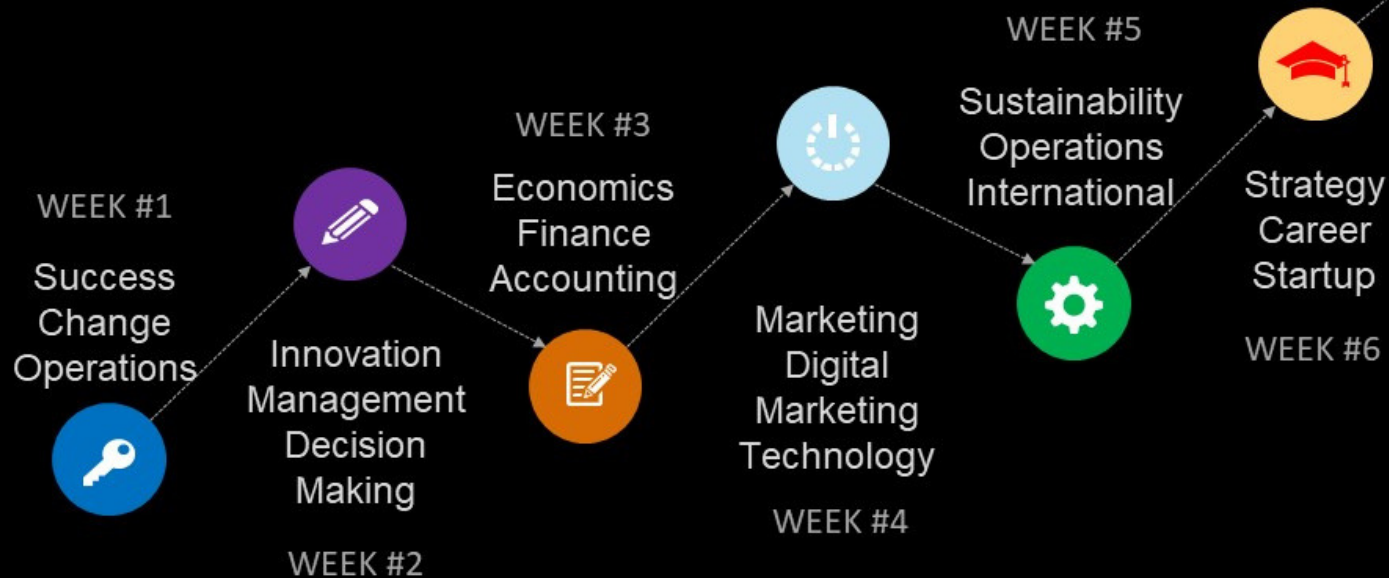 WEEK #1
Success
Change
Operations
Innovation
Management
Decision
Making
WEEK #2
WEEK #3
Economics
Finance
Accounting
Marketing
Digital
Marketing
Technology
WEEK #4
WEEK #5
Sustainability
Operations
International
Strategy
Career
Startup
WEEK #6